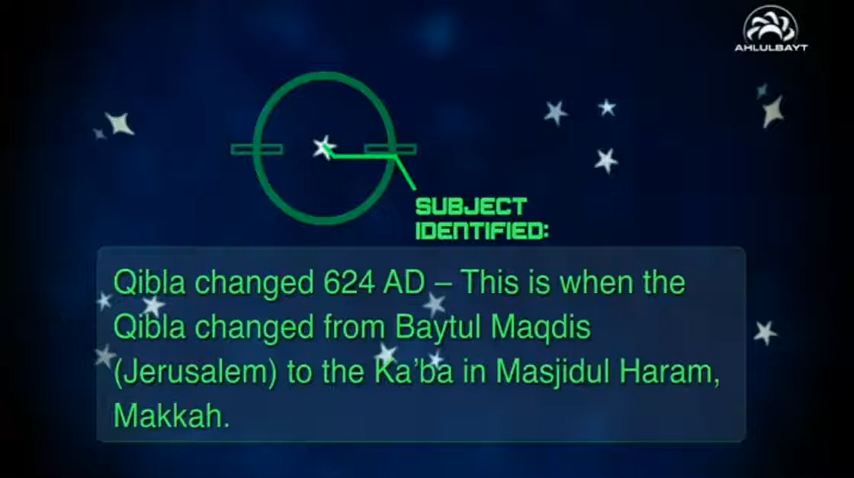 AHLULBAYT
SUBJECT
IDENTIFIED:
Qibla changed 624 AD – This is when the
Qibla changed from Baytul Maqdis
(Jerusalem) to the Ka'ba in Masjidul Haram,
Makkah.